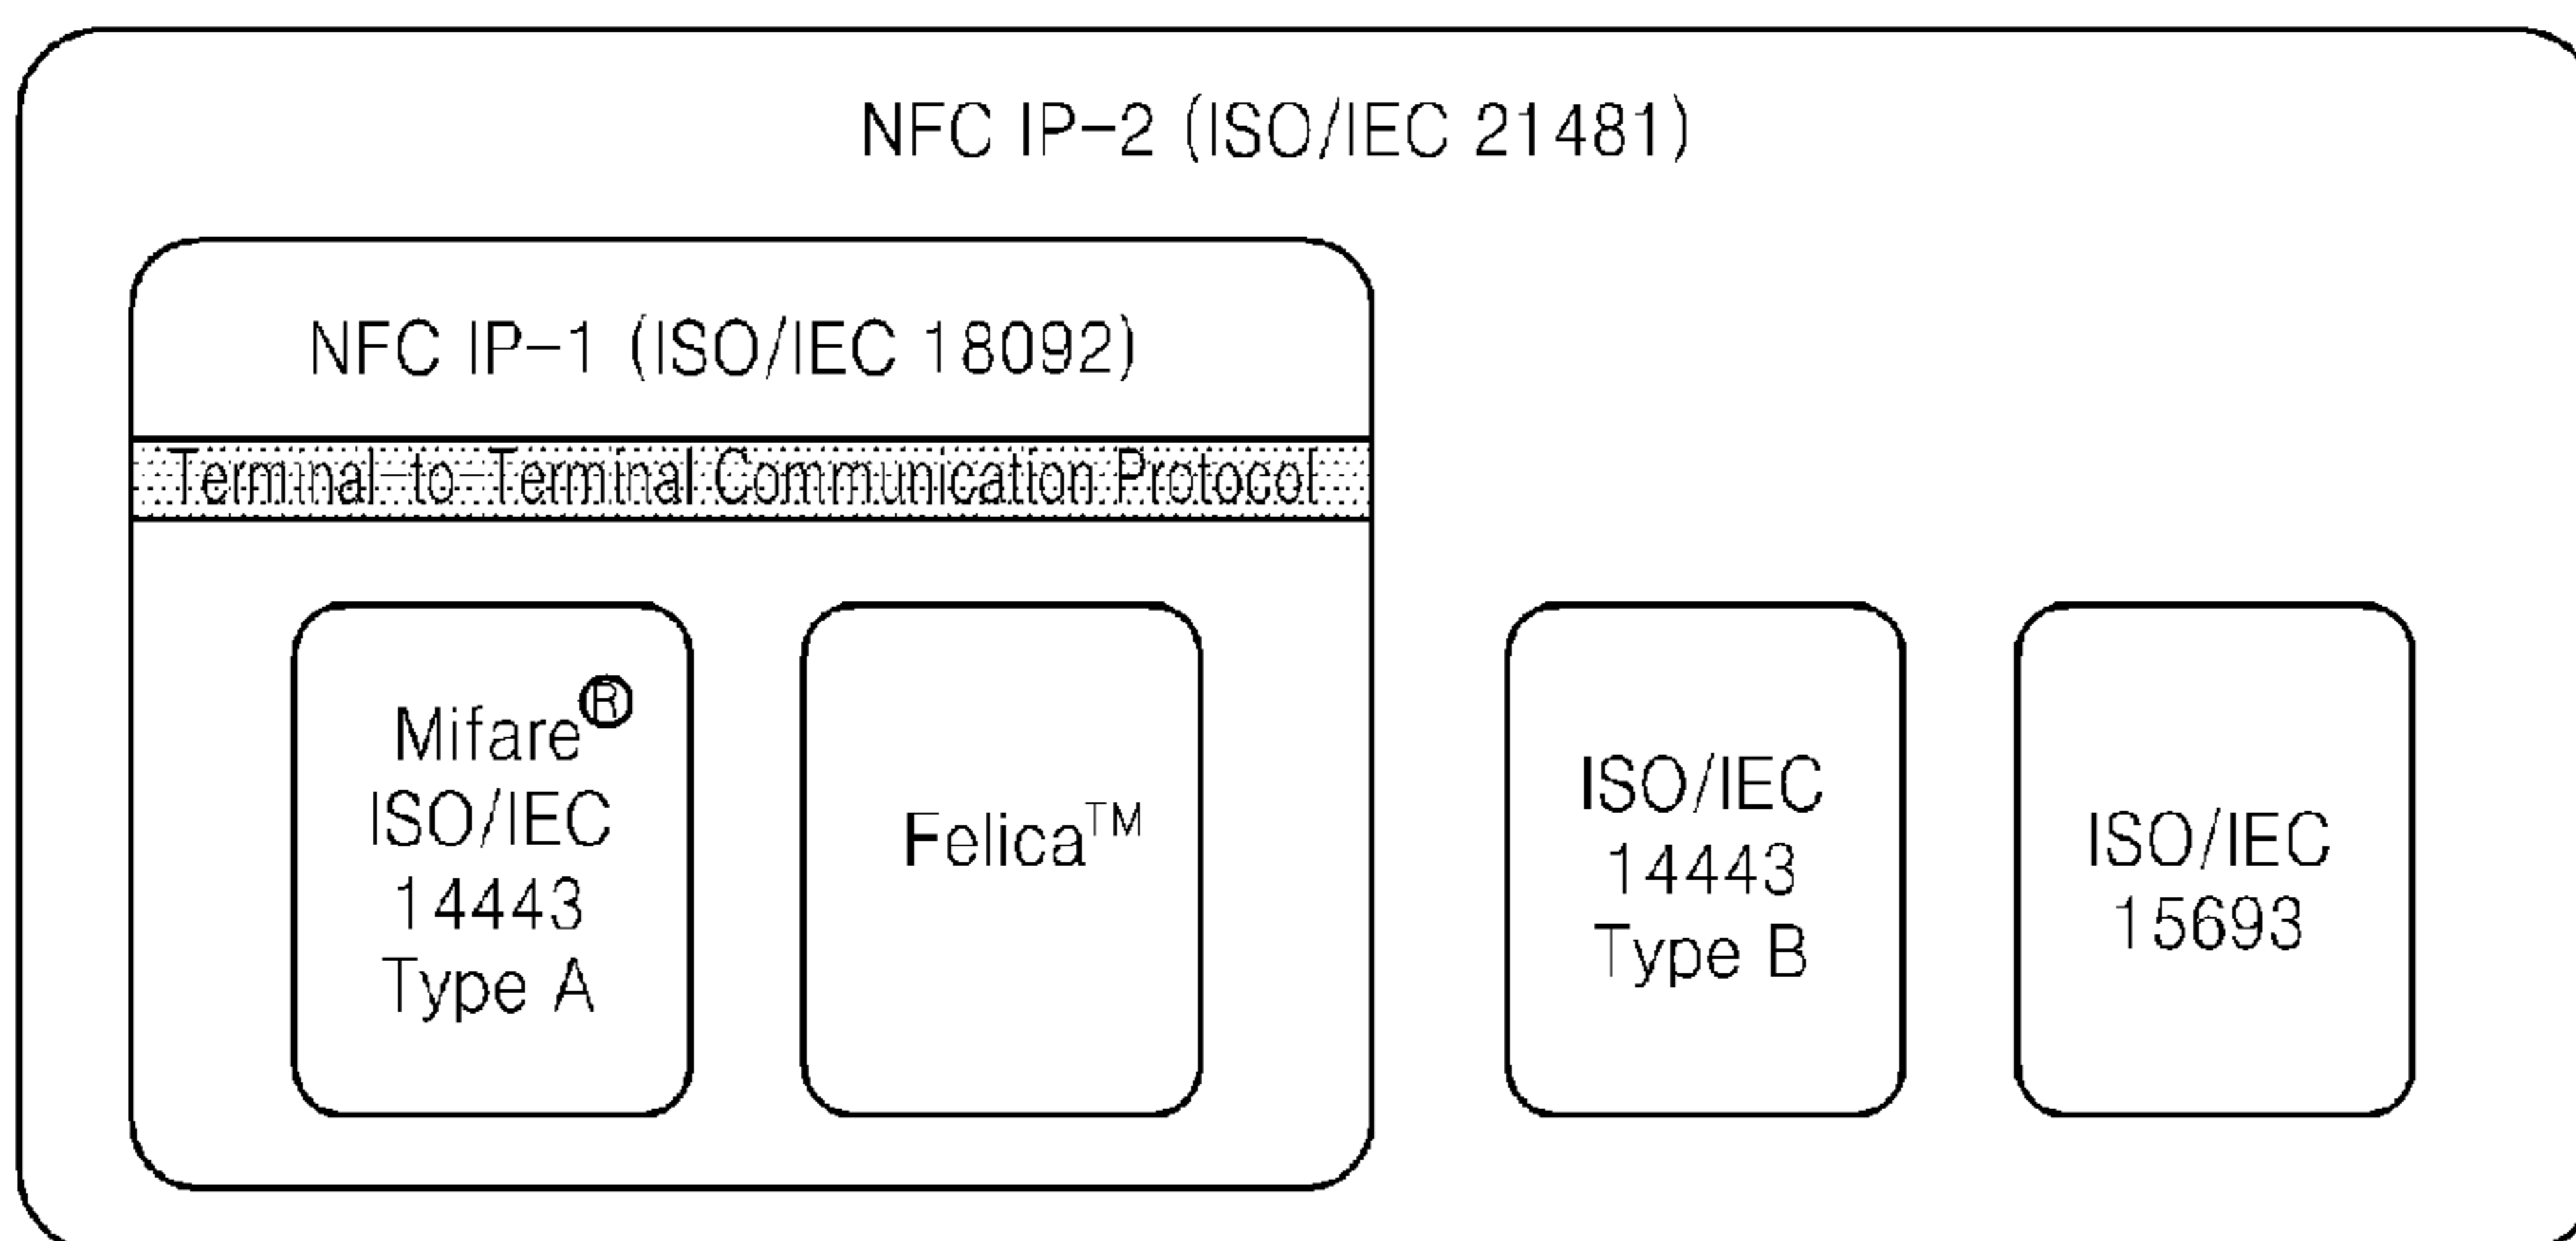 NFC IP-2 (ISO/IEC 21481)
NFC IP-1 (ISO/IEC 18092)
Terminal-to-Terminal Communication Protocol
Mifare®
ISO/IEC
14443
Type A
Felica™
ISO/IEC
14443
Type B
ISO/IEC
15693